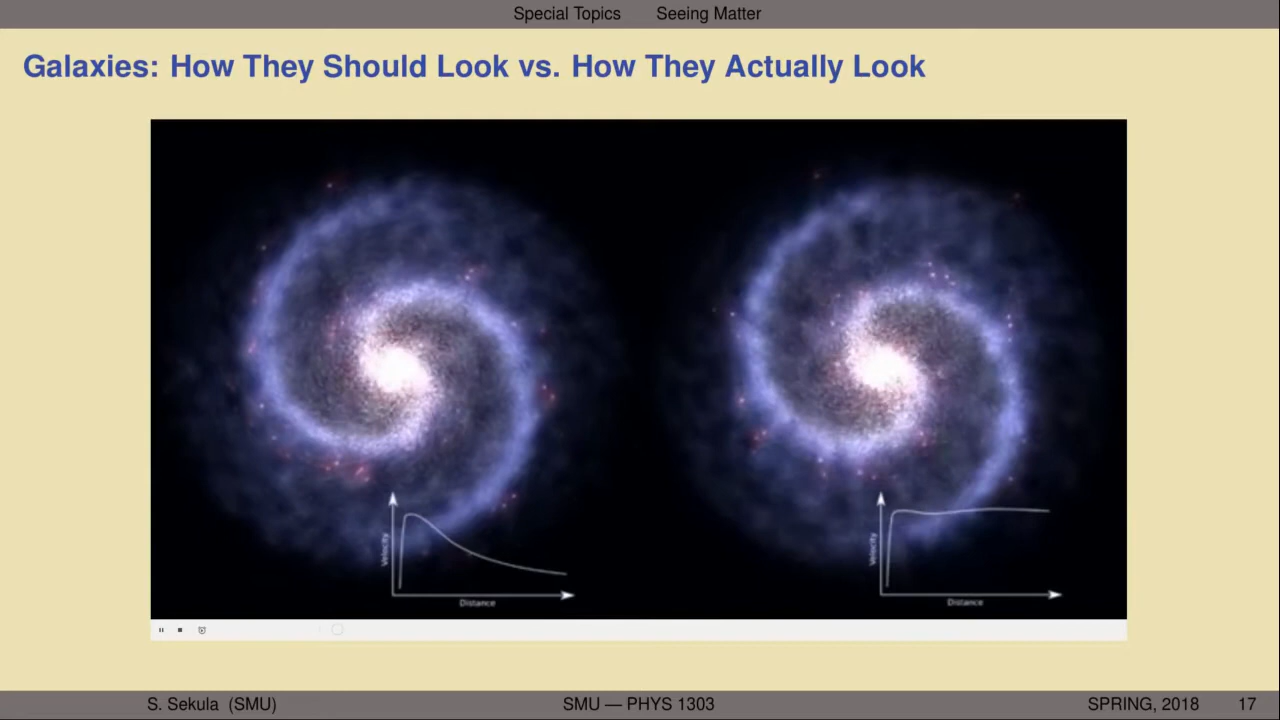 Special Topics Seeing Matter
Galaxies: How They Should Look vs. How They Actually Look
Velocity
Distance
Velocity
Distance
S. Sekula (SMU) SMU — PHYS 1303 SPRING, 2018 17